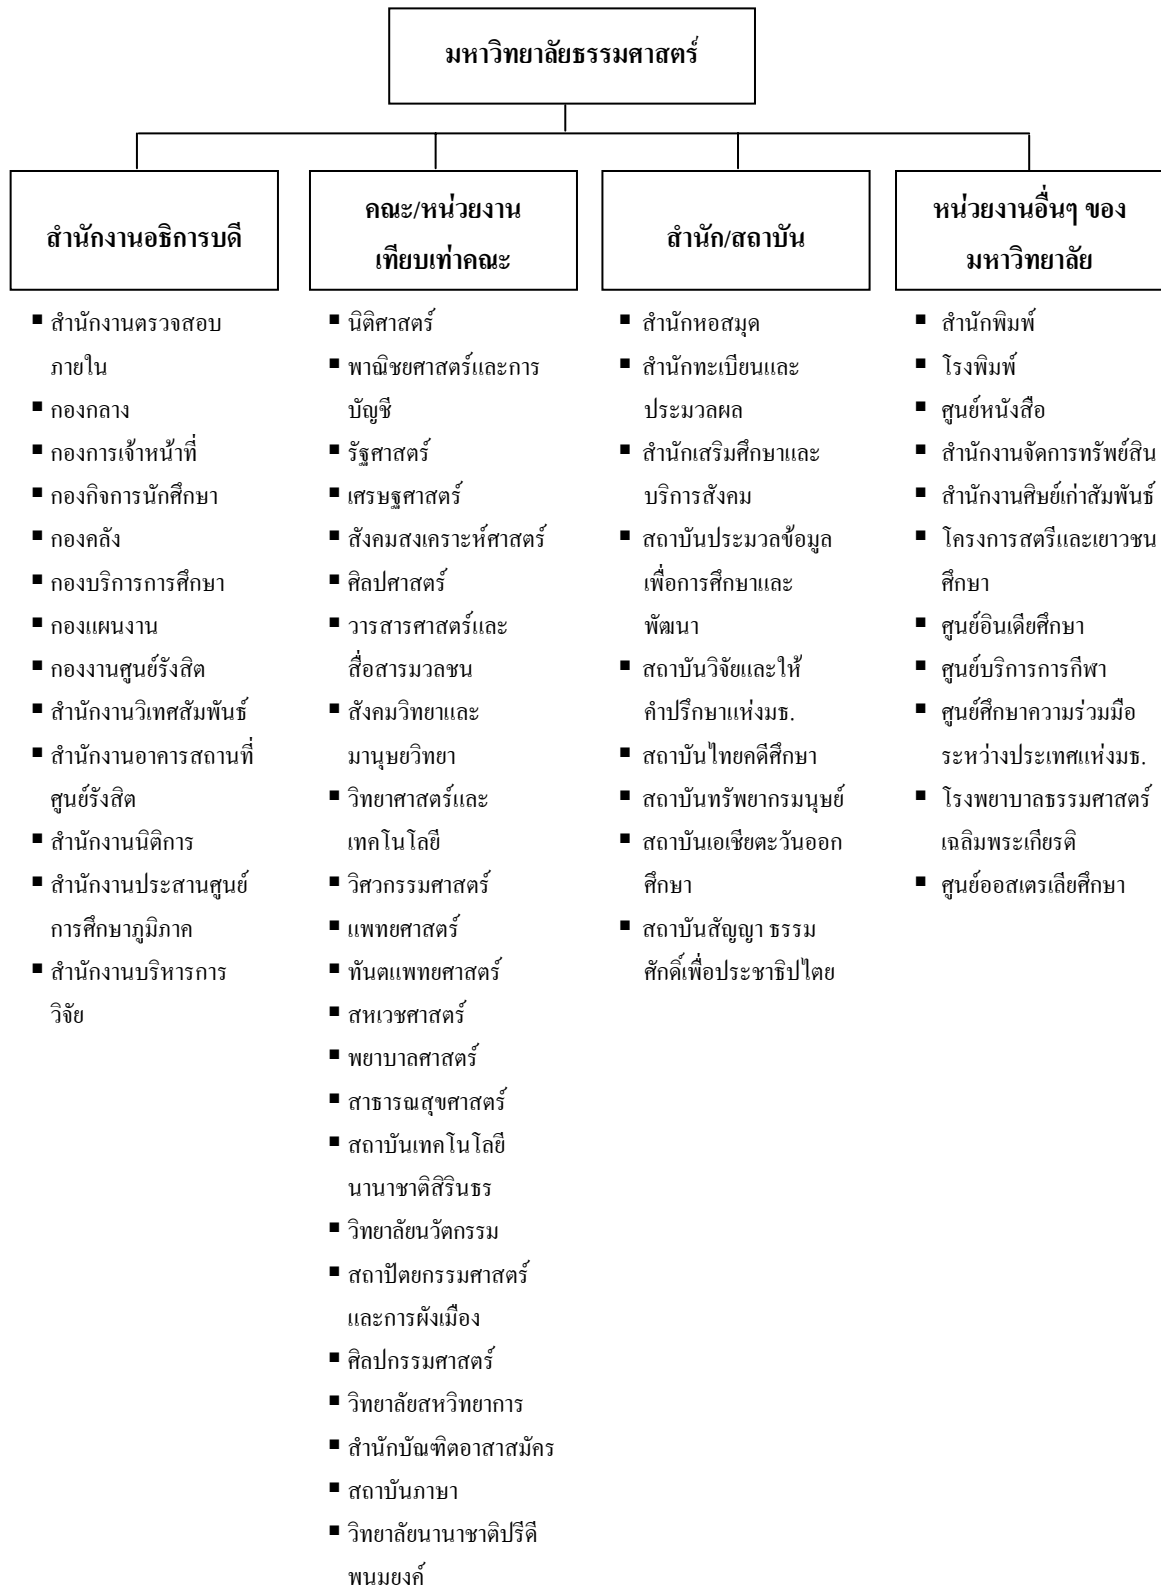 มหาวิทยาลัยธรรมศาสตร์
สำนักงานอธิการบดี
คณะ/หน่วยงาน
เทียบเท่าคณะ
สำนัก/สถาบัน
หน่วยงานอื่นๆ ของ
มหาวิทยาลัย
▪ สำนักงานตรวจสอบ
ภายใน
▪ กองกลาง
▪ กองการเจ้าหน้าที่
▪ กองกิจการนักศึกษา
▪ กองคลัง
▪ กองบริการการศึกษา
▪ กองแผนงาน
▪ กองงานศูนย์รังสิต
▪ สำนักงานวิเทศสัมพันธ์
▪ สำนักงานอาคารสถานที่
ศูนย์รังสิต
▪ สำนักงานนิติการ
▪ สำนักงานประสานศูนย์
การศึกษาภูมิภาค
▪ สำนักงานบริหารการ
วิจัย
▪ นิติศาสตร์
▪ พาณิชยศาสตร์และการ
บัญชี
▪ รัฐศาสตร์
▪ เศรษฐศาสตร์
▪ สังคมสงเคราะห์ศาสตร์
▪ ศิลปศาสตร์
▪ วารสารศาสตร์และ
สื่อสารมวลชน
▪ สังคมวิทยาและ
มานุษยวิทยา
▪ วิทยาศาสตร์และ
เทคโนโลยี
▪ วิศวกรรมศาสตร์
▪ แพทยศาสตร์
▪ ทันตแพทยศาสตร์
▪ สหเวชศาสตร์
▪ พยาบาลศาสตร์
▪ สาธารณสุขศาสตร์
▪ สถาบันเทคโนโลยี
นานาชาติสิรินธร
▪ วิทยาลัยนวัตกรรม
▪ สถาปัตยกรรมศาสตร์
และการผังเมือง
▪ ศิลปกรรมศาสตร์
▪ วิทยาลัยสหวิทยาการ
▪ สำนักบัณฑิตอาสาสมัคร
▪ สถาบันภาษา
▪ วิทยาลัยนานาชาติปรีดี
พนมยงค์
▪ สำนักหอสมุด
▪ สำนักทะเบียนและ
ประมวลผล
▪ สำนักเสริมศึกษาและ
บริการสังคม
▪ สถาบันประมวลข้อมูล
เพื่อการศึกษาและ
พัฒนา
▪ สถาบันวิจัยและให้
คำปรึกษาแห่งมธ.
▪ สถาบันไทยคดีศึกษา
▪ สถาบันทรัพยากรมนุษย์
▪ สถาบันเอเชียตะวันออก
ศึกษา
▪ สถาบันสัญญา ธรรม
ศักดิ์เพื่อประชาธิปไตย
▪ สำนักพิมพ์
▪ โรงพิมพ์
▪ ศูนย์หนังสือ
▪ สำนักงานจัดการทรัพย์สิน
▪ สำนักงานศิษย์เก่าสัมพันธ์
▪ โครงการสตรีและเยาวชน
ศึกษา
▪ ศูนย์อินเดียศึกษา
▪ ศูนย์บริการการกีฬา
▪ ศูนย์ศึกษาความร่วมมือ
ระหว่างประเทศแห่งมธ.
▪ โรงพยาบาลธรรมศาสตร์
เฉลิมพระเกียรติ
▪ ศูนย์ออสเตรเลียศึกษา